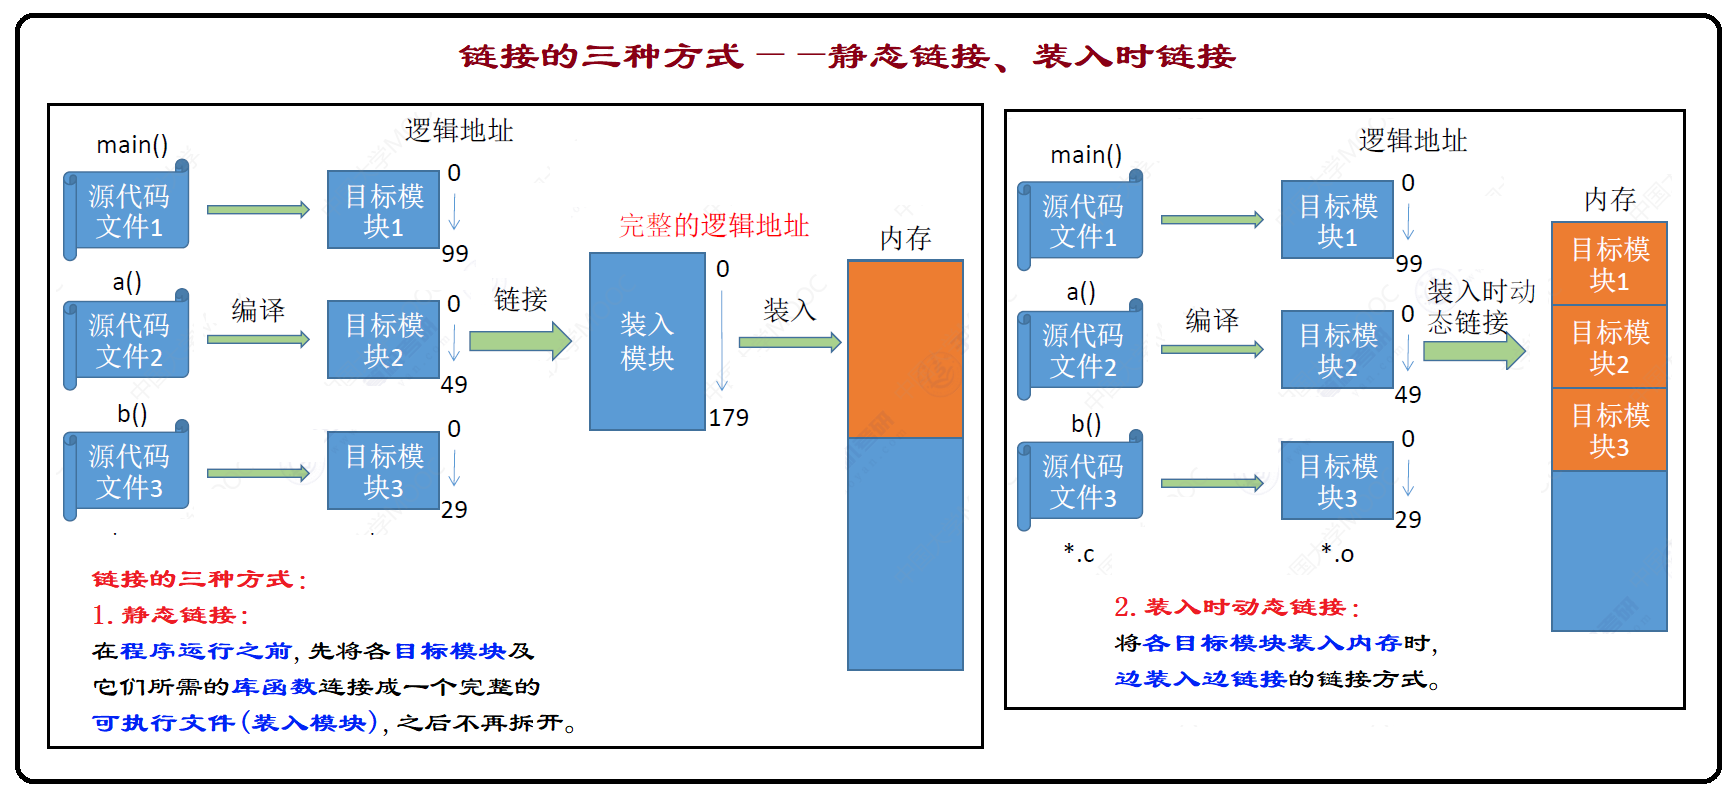 链接的三种方式——静态链接、装入时链接
逻辑地址
main()
源代码
文件1
目标模
块1
0
99
a()
源代码
文件2
编译
目标模
块2
0
49
b()
源代码
文件3
目标模
块3
0
29
链接
完整的逻辑地址
装入
模块
0
179
装入
内存
链接的三种方式:
1.静态链接:
在程序运行之前,先将各目标模块及
它们所需的库函数连接成一个完整的
可执行文件(装入模块),之后不再拆开。
逻辑地址
main()
源代码
文件1
目标模
块1
0
99
a()
源代码
文件2
编译
目标模
块2
0
49
b()
源代码
文件3
目标模
块3
0
29
*.c
*.o
装入时动
态链接
内存
目标模
块1
目标模
块2
目标模
块3
2.装入时动态链接:
将各目标模块装入内存时,
边装入边链接的链接方式。